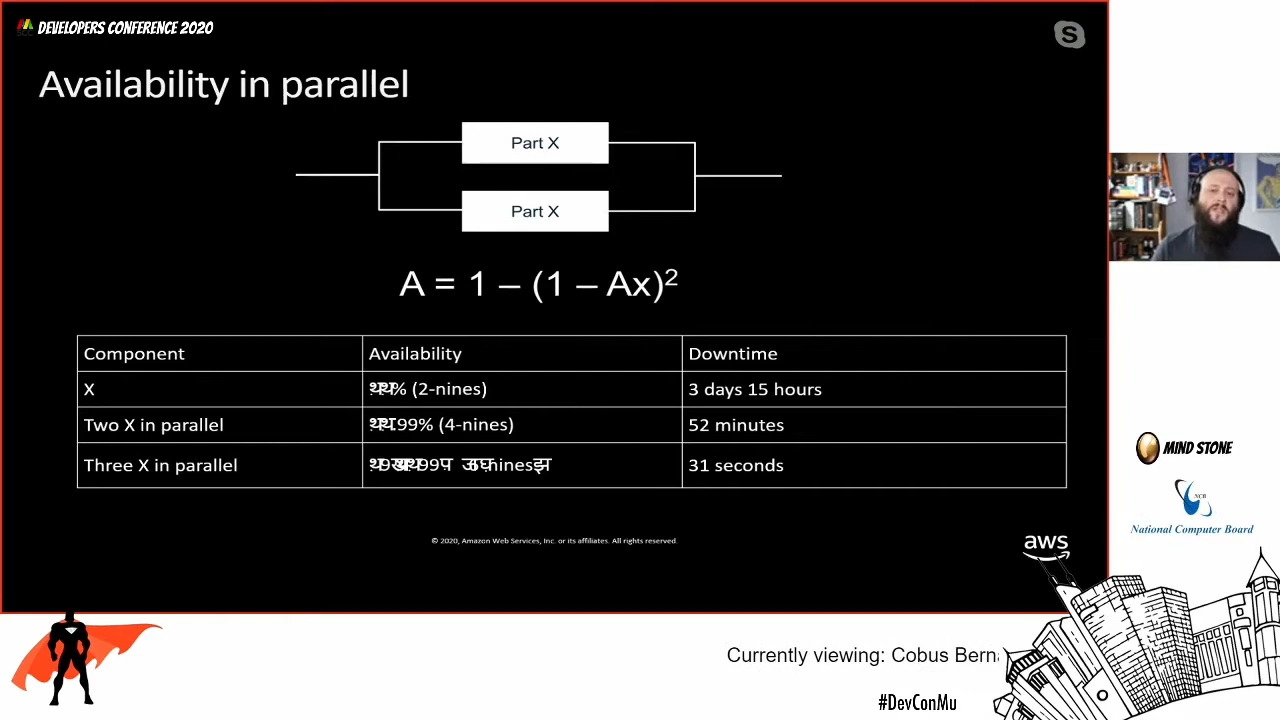 DEVELOPERS CONFERENCE 2020
S
Availability in parallel
Part X
Part X
A = 1 – (1 – Ax)²
Component Availability Downtime
X % (2-nines) 3 days 15 hours
Two X in parallel .99% (4-nines) 52 minutes
Three X in parallel nines 31 seconds
© 2020, Amazon Web Services, Inc. or its affiliates. All rights reserved.
aws
MIND STONE
NCB
National Computer Board
Currently viewing: Cobus Bern
#DevConMu